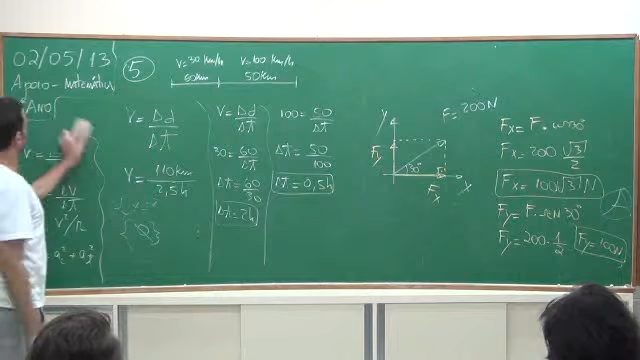 02/05/13
Apoio - Matemática
Ano
5
V=30 km/h V=100 km/h
60km 50km
V = Δd/Δt
V = 110km/2,5h
V = Δd/Δt
30 = 60/Δt
Δt = 60/30
Δt = 2h
100 = 50/Δt
Δt = 50/100
Δt = 0,5h
Y
F = 200N
Fy
30°
Fx
X
Fx = F · cos30°
Fx = 200 · √3/2
Fx = 100√3 N
Fy = F · sen 30°
Fy = 200 · 1/2
Fy = 100N